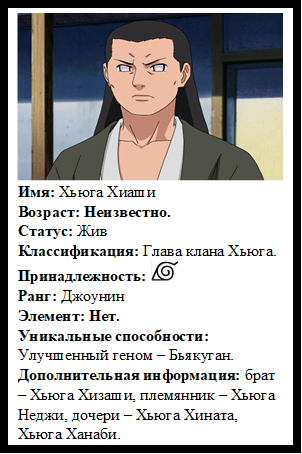 Имя: Хьюга Хиаши
Возраст: Неизвестно.
Статус: Жив
Классификация: Глава клана Хьюга.
Принадлежность:
Ранг: Джоунин
Элемент: Нет.
Уникальные способности:
Улучшенный геном – Бьякуган.
Дополнительная информация: брат
– Хьюга Хизаши, племянник – Хьюга
Неджи, дочери – Хьюга Хината,
Хьюга Ханаби.